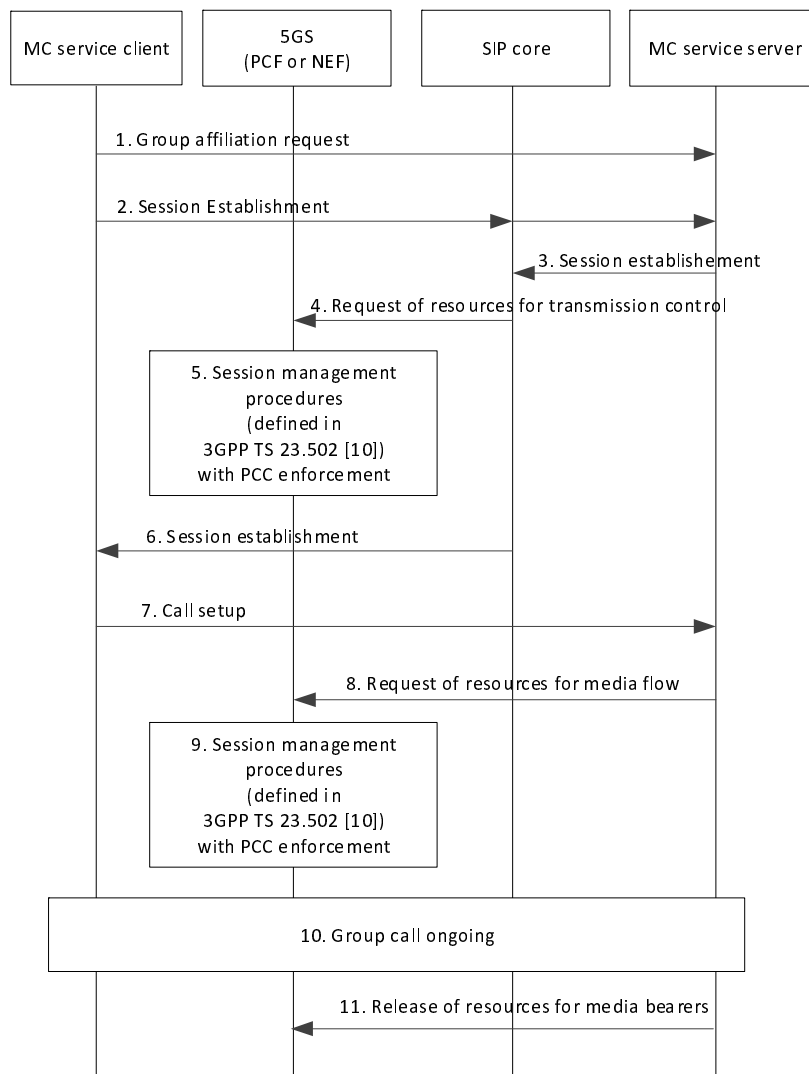 MC service client
5GS
(PCF or NEF)
SIP core
MC service server
1. Group affiliation request
2. Session Establishment
3. Session establishement
4. Request of resources for transmission control
5. Session management
procedures
(defined in
3GPP TS 23.502 [10])
with PCC enforcement
6. Session establishment
7. Call setup
8. Request of resources for media flow
9. Session management
procedures
(defined in
3GPP TS 23.502 [10])
with PCC enforcement
10. Group call ongoing
11. Release of resources for media bearers